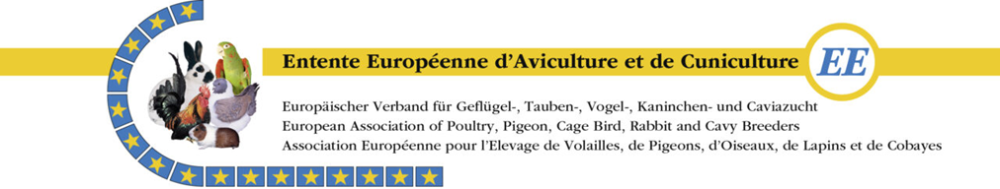 Entente Européenne d'Aviculture et de Cuniculture
EE
Europäischer Verband für Geflügel-, Tauben-, Vogel-, Kaninchen- und Caviazucht
European Association of Poultry, Pigeon, Cage Bird, Rabbit and Cavy Breeders
Association Européenne pour l'Elevage de Volailles, de Pigeons, d'Oiseaux, de Lapins et de Cobayes